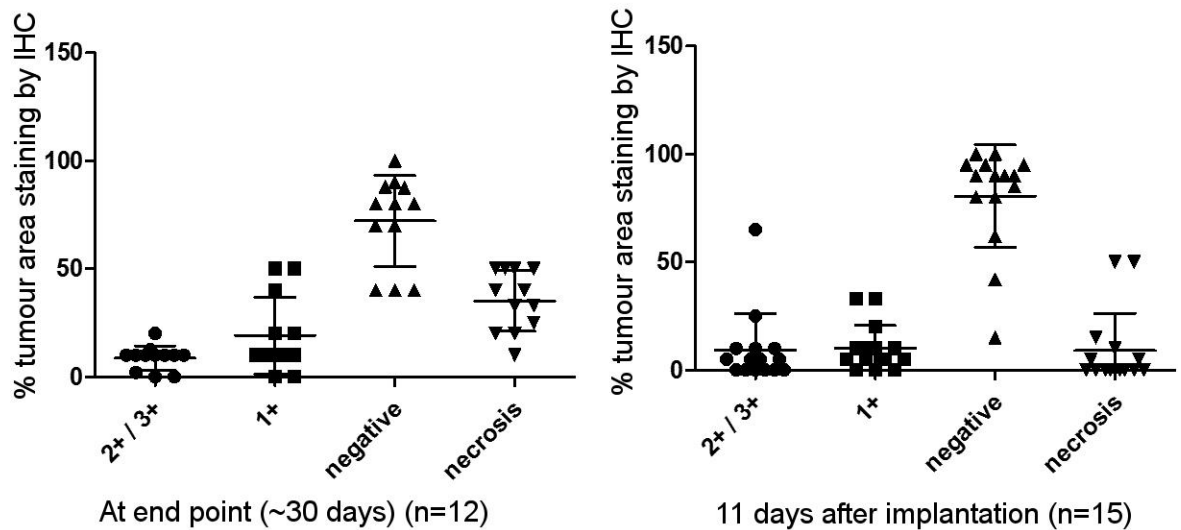 % tumour area staining by IHC
150
100
50
0
2+ / 3+
1+
negative
necrosis
At end point (~30 days) (n=12)
% tumour area staining by IHC
150
100
50
0
2+ / 3+
1+
negative
necrosis
11 days after implantation (n=15)